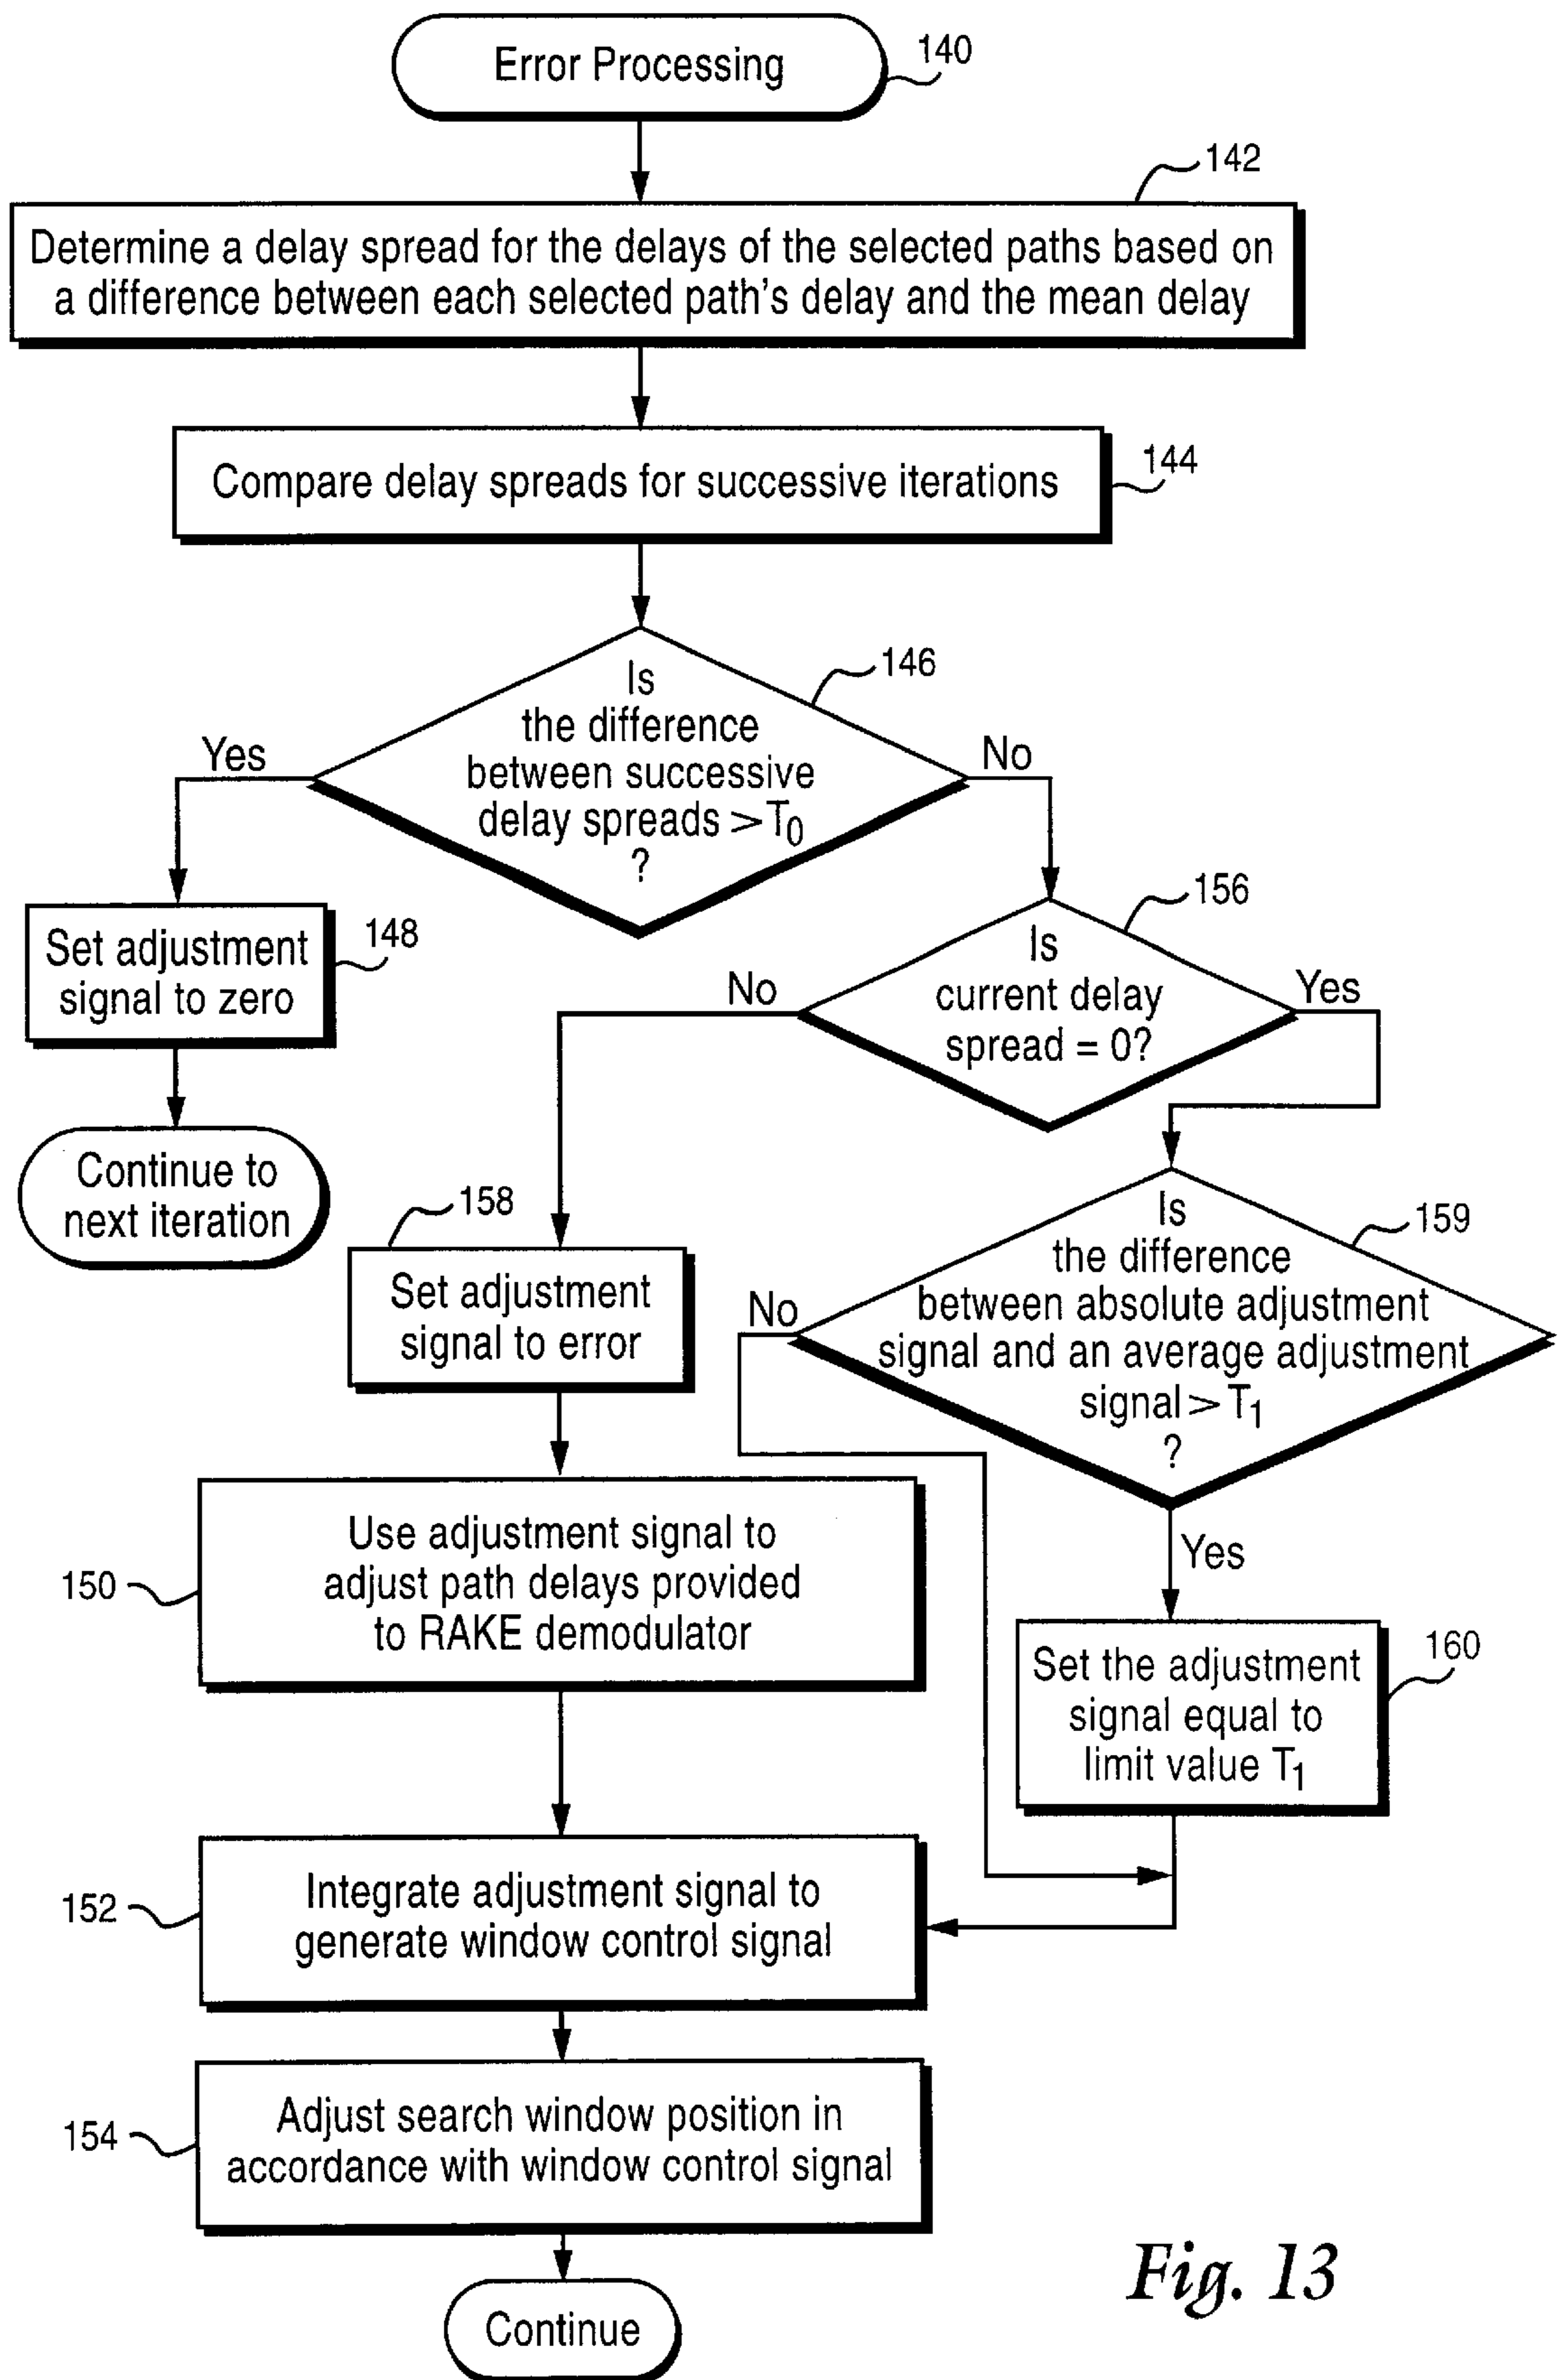 Error Processing
140
142
Determine a delay spread for the delays of the selected paths based on
a difference between each selected path's delay and the mean delay
Compare delay spreads for successive iterations
144
146
Is
the difference
between successive
delay spreads > T0
?
Yes
No
Set adjustment
signal to zero
148
Continue to
next iteration
156
Is
current delay
spread = 0?
No
Yes
158
Set adjustment
signal to error
159
Is
the difference
between absolute adjustment
signal and an average adjustment
signal > T1
?
No
Yes
Use adjustment signal to
adjust path delays provided
to RAKE demodulator
150
Set the adjustment
signal equal to
limit value T1
160
Integrate adjustment signal to
generate window control signal
152
Adjust search window position in
accordance with window control signal
154
Continue
Fig. 13